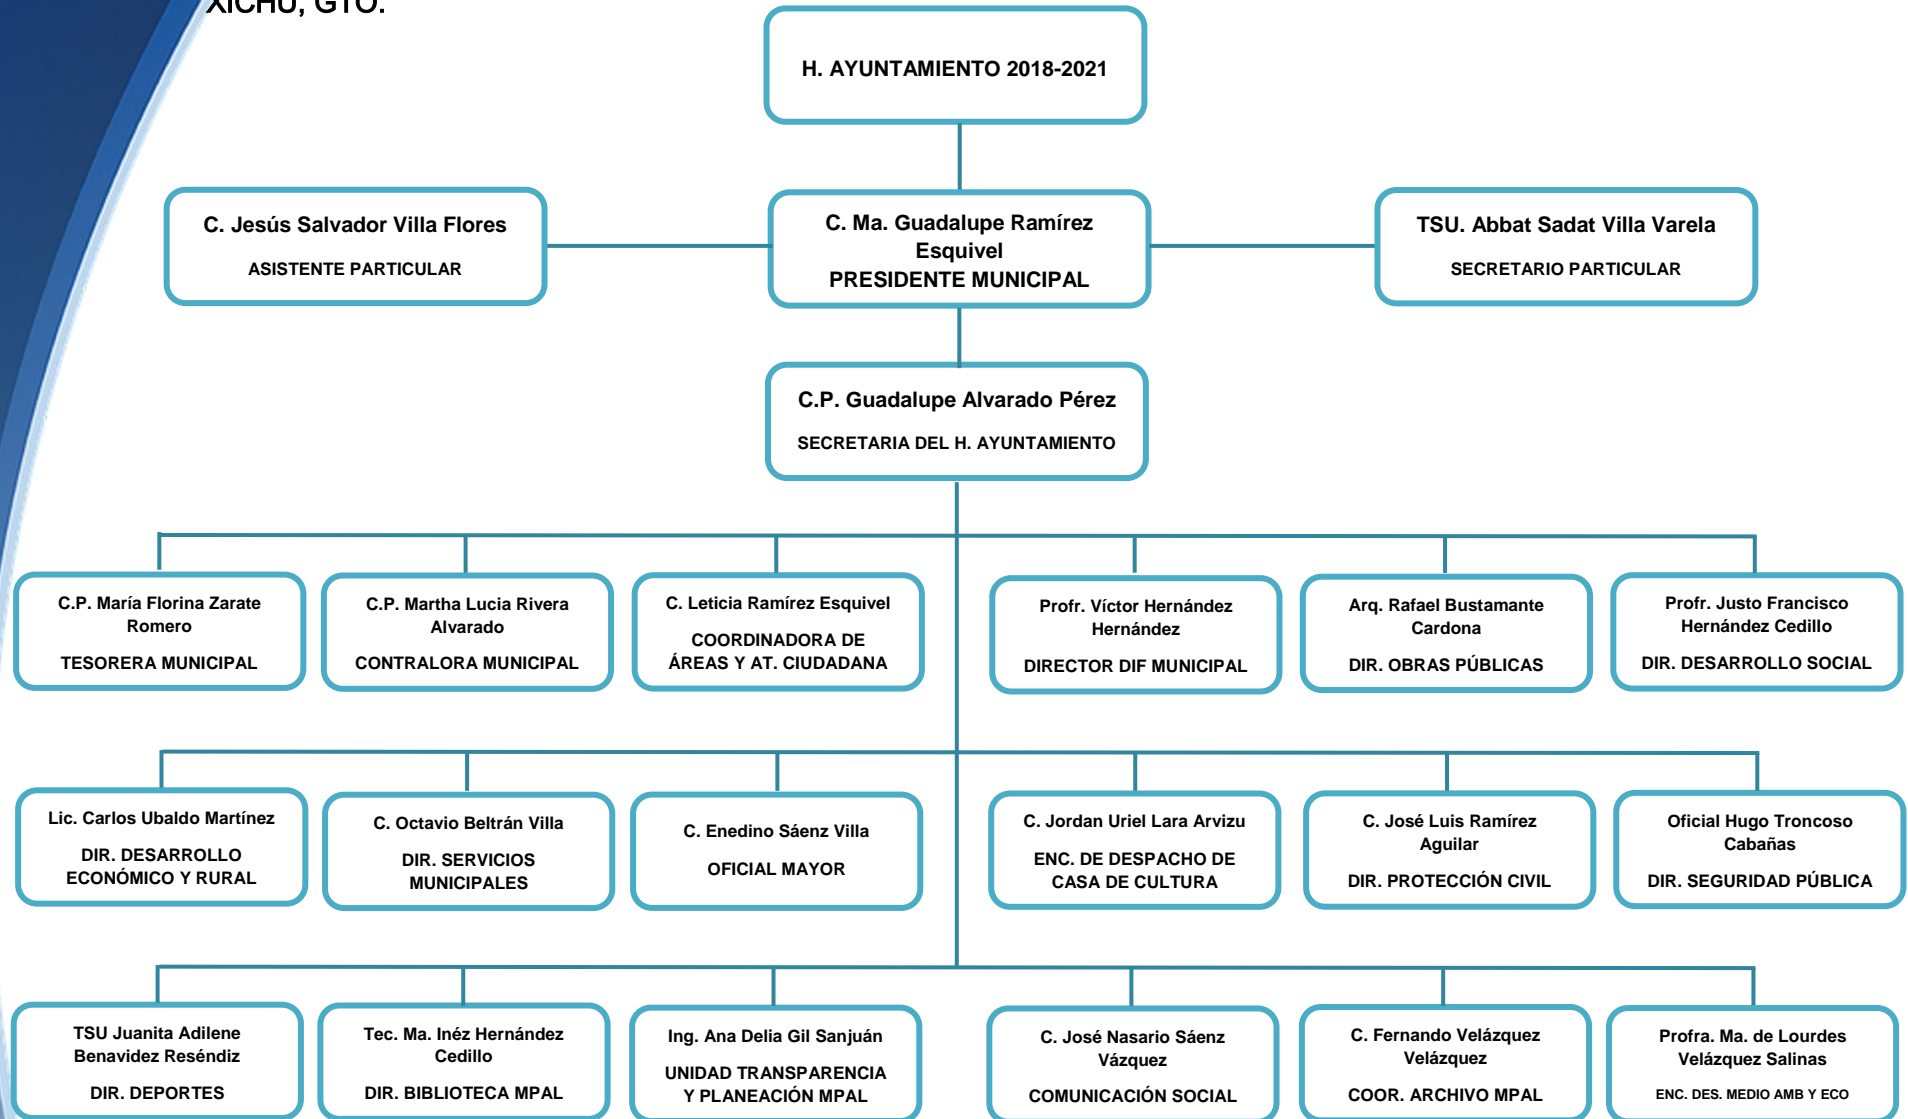 XICHÚ, GTO.
H. AYUNTAMIENTO 2018-2021
C. Jesús Salvador Villa Flores
ASISTENTE PARTICULAR
C. Ma. Guadalupe Ramírez
Esquivel
PRESIDENTE MUNICIPAL
TSU. Abbat Sadat Villa Varela
SECRETARIO PARTICULAR
C.P. Guadalupe Alvarado Pérez
SECRETARIA DEL H. AYUNTAMIENTO
C.P. María Florina Zarate
Romero
TESORERA MUNICIPAL
C.P. Martha Lucia Rivera
Alvarado
CONTRALORA MUNICIPAL
C. Leticia Ramírez Esquivel
COORDINADORA DE
ÁREAS Y AT. CIUDADANA
Profr. Víctor Hernández
Hernández
DIRECTOR DIF MUNICIPAL
Arq. Rafael Bustamante
Cardona
DIR. OBRAS PÚBLICAS
Profr. Justo Francisco
Hernández Cedillo
DIR. DESARROLLO SOCIAL
Lic. Carlos Ubaldo Martínez
DIR. DESARROLLO
ECONÓMICO Y RURAL
C. Octavio Beltrán Villa
DIR. SERVICIOS
MUNICIPALES
C. Enedino Sáenz Villa
OFICIAL MAYOR
C. Jordan Uriel Lara Arvizu
ENC. DE DESPACHO DE
CASA DE CULTURA
C. José Luis Ramírez
Aguilar
DIR. PROTECCIÓN CIVIL
Oficial Hugo Troncoso
Cabañas
DIR. SEGURIDAD PÚBLICA
TSU Juanita Adilene
Benavidez Reséndiz
DIR. DEPORTES
Tec. Ma. Inéz Hernández
Cedillo
DIR. BIBLIOTECA MPAL
Ing. Ana Delia Gil Sanjuán
UNIDAD TRANSPARENCIA
Y PLANEACIÓN MPAL
C. José Nasario Sáenz
Vázquez
COMUNICACIÓN SOCIAL
C. Fernando Velázquez
Velázquez
COOR. ARCHIVO MPAL
Profra. Ma. de Lourdes
Velázquez Salinas
ENC. DES. MEDIO AMB Y ECO